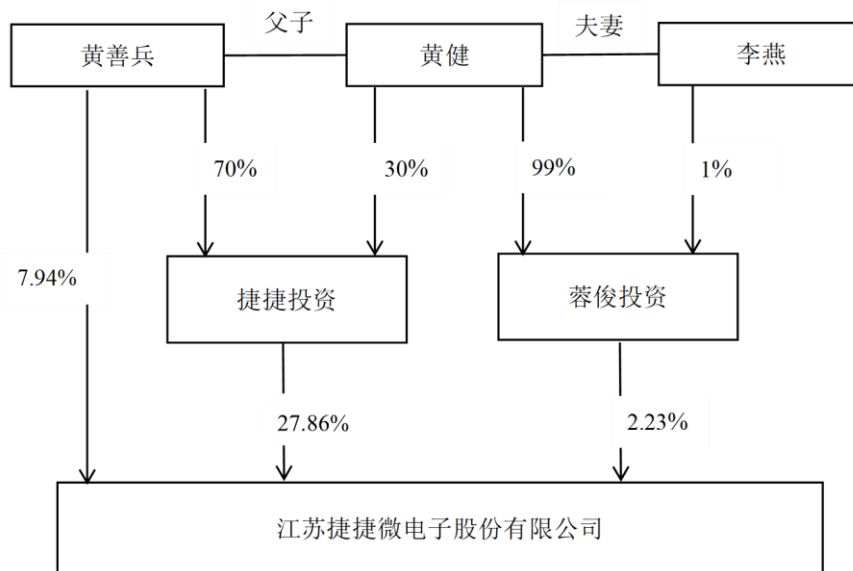 父子
夫妻
黄善兵
黄健
李燕
70%
30%
99%
1%
7.94%
捷捷投资
蓉俊投资
27.86%
2.23%
江苏捷捷微电子股份有限公司